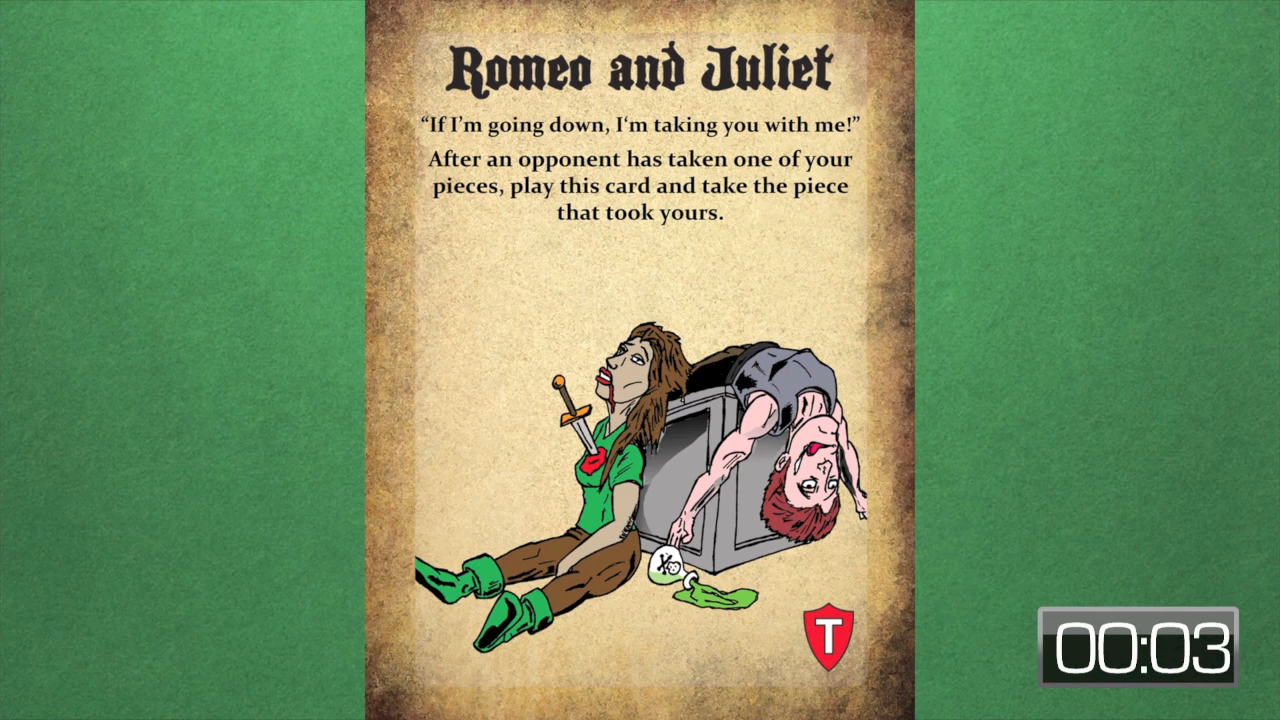 Romeo and Juliet
“If I’m going down, I‘m taking you with me!”
After an opponent has taken one of your
pieces, play this card and take the piece
that took yours.
T
00:03